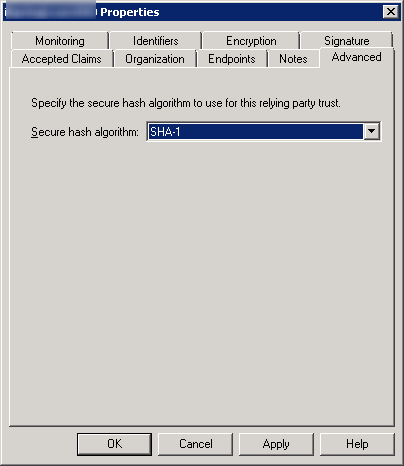 Properties
Monitoring Identifiers Encryption Signature
Accepted Claims Organization Endpoints Notes Advanced
Specify the secure hash algorithm to use for this relying party trust.
Secure hash algorithm: SHA-1
OK Cancel Apply Help